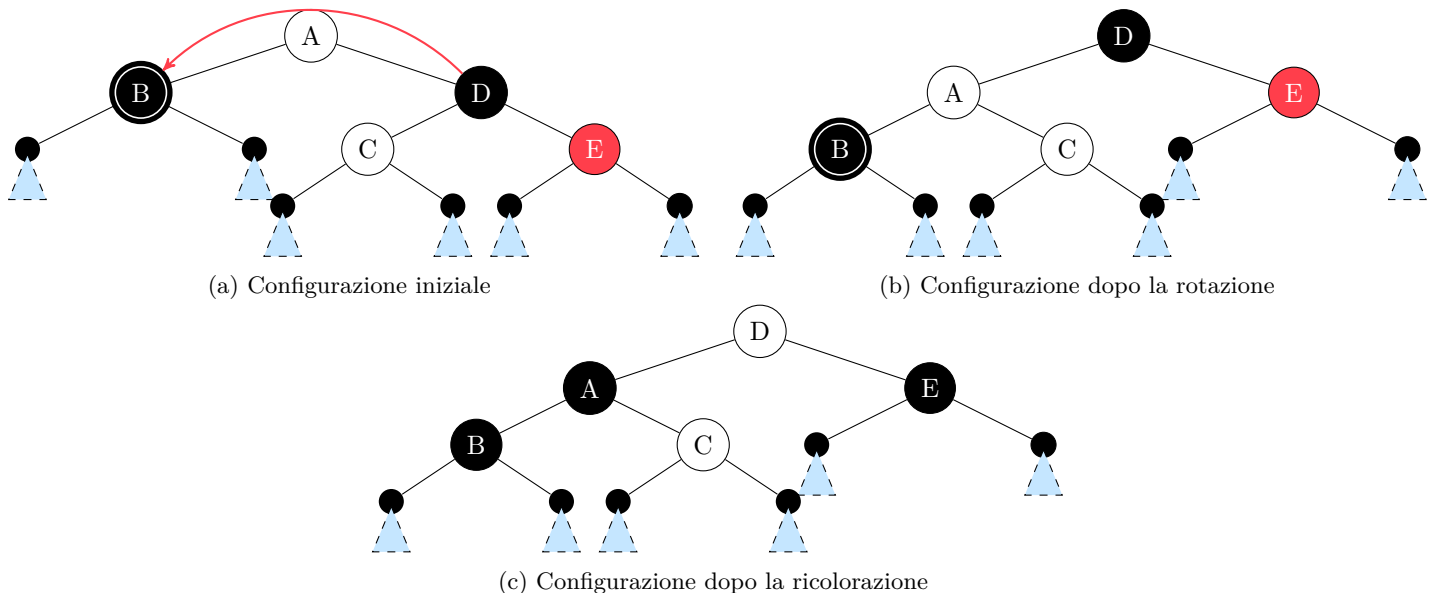 A
B
D
C
E
(a) Configurazione iniziale
D
A
E
B
C
(b) Configurazione dopo la rotazione
D
A
E
B
C
(c) Configurazione dopo la ricolorazione